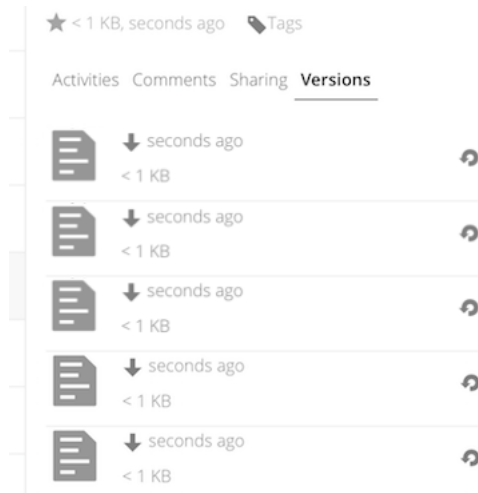 < 1 KB, seconds ago Tags
Activities Comments Sharing Versions
seconds ago
< 1 KB
seconds ago
< 1 KB
seconds ago
< 1 KB
seconds ago
< 1 KB
seconds ago
< 1 KB